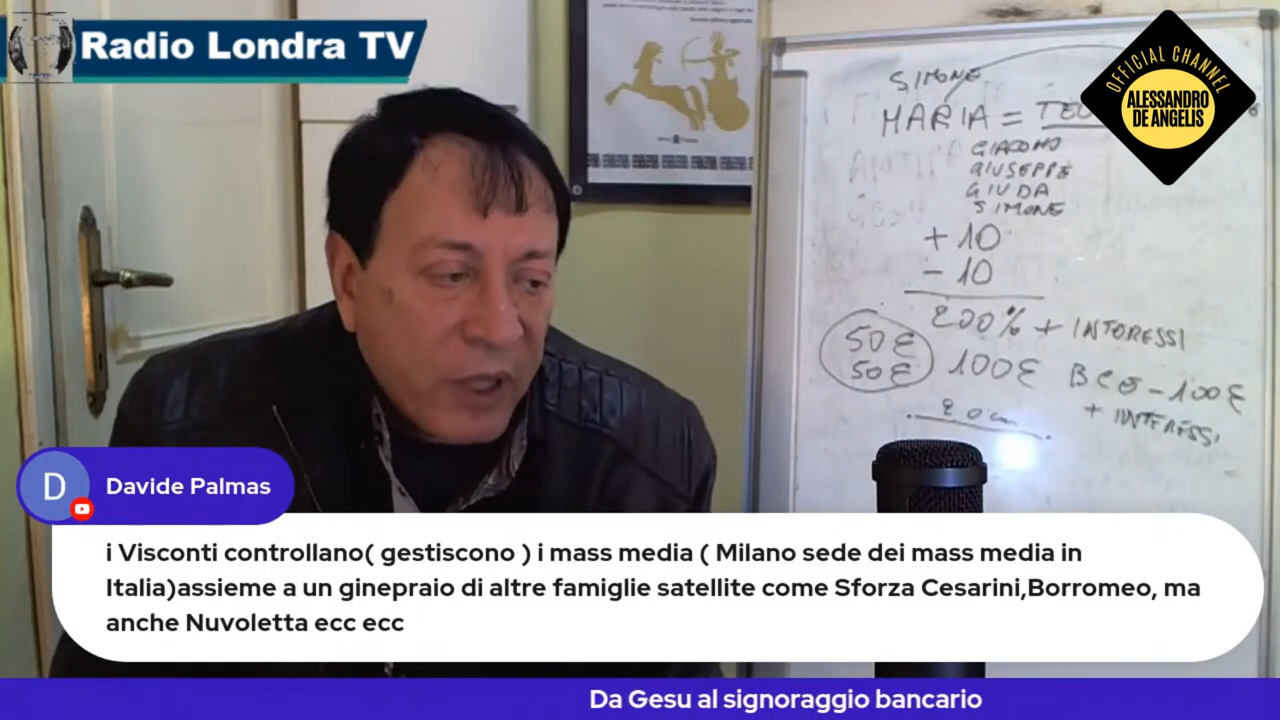 Radio Londra TV
OFFICIAL CHANNEL
ALESSANDRO
DE ANGELIS
SIMONE
MARIA =
GIACOMO
GIUSEPPE
GIUDA
SIMONE
+ 10
- 10
200% + INTERESSI
50€
50€
100€
BCE - 100€
+ INTERESSI
20 cm
D
Davide Palmas
i Visconti controllano( gestiscono ) i mass media ( Milano sede dei mass media in
Italia)assieme a un ginepraio di altre famiglie satellite come Sforza Cesarini,Borromeo, ma
anche Nuvoletta ecc ecc
Da Gesu al signoraggio bancario